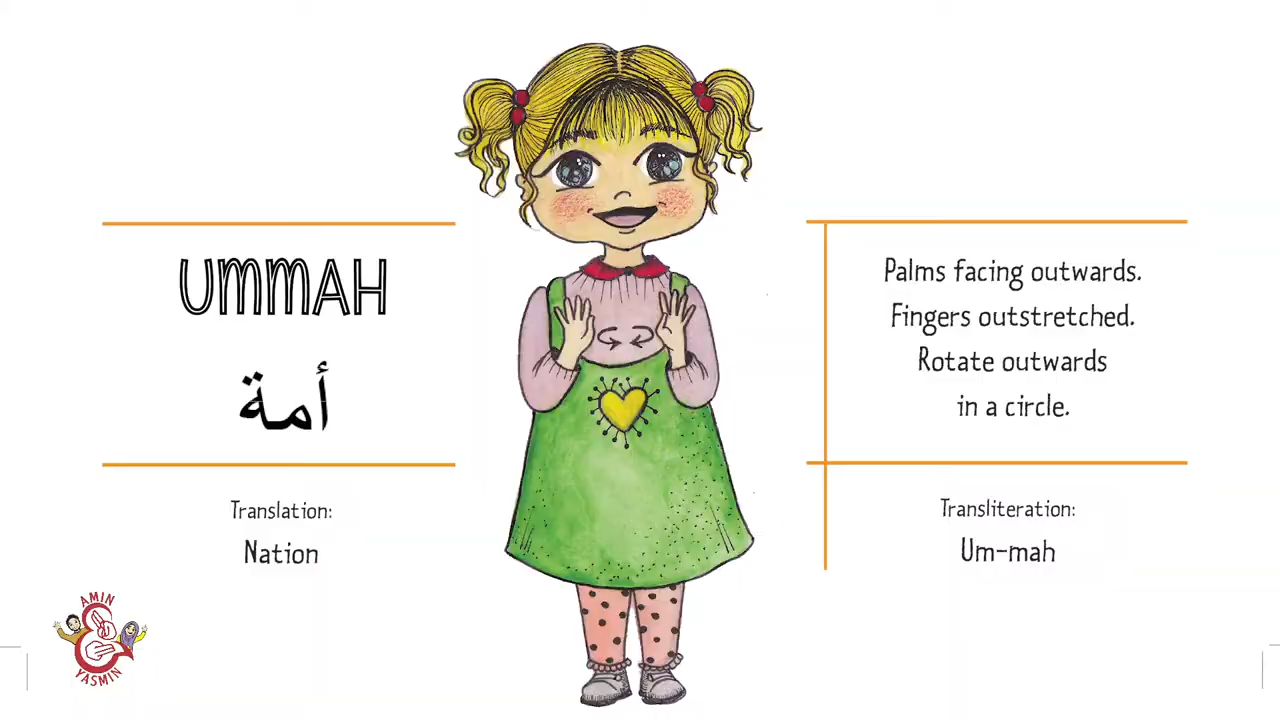 UMMAH
أمة
Translation:
Nation
Palms facing outwards.
Fingers outstretched.
Rotate outwards
in a circle.
Transliteration:
Um-mah
AMIN
YASMIN